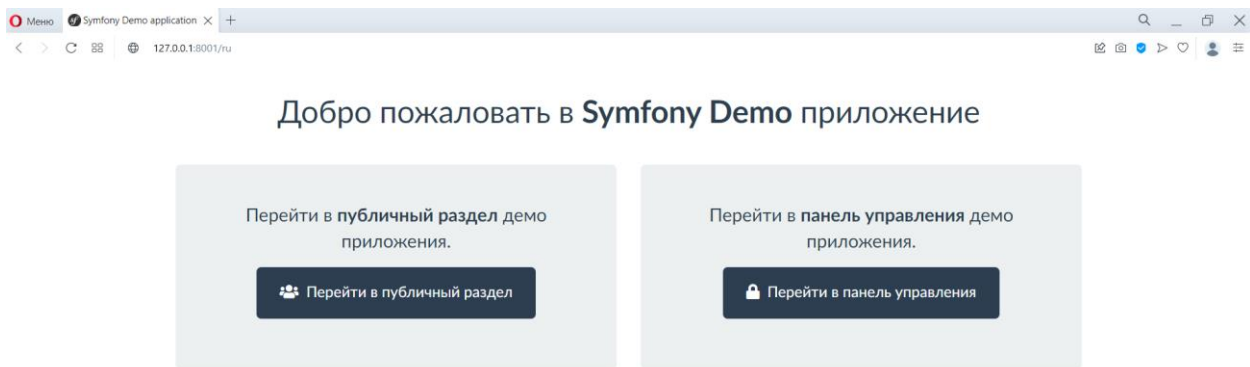 Меню Symfony Demo application
127.0.0.1:8001/ru
Добро пожаловать в Symfony Demo приложение
Перейти в публичный раздел демо
приложения.
Перейти в публичный раздел
Перейти в панель управления демо
приложения.
Перейти в панель управления